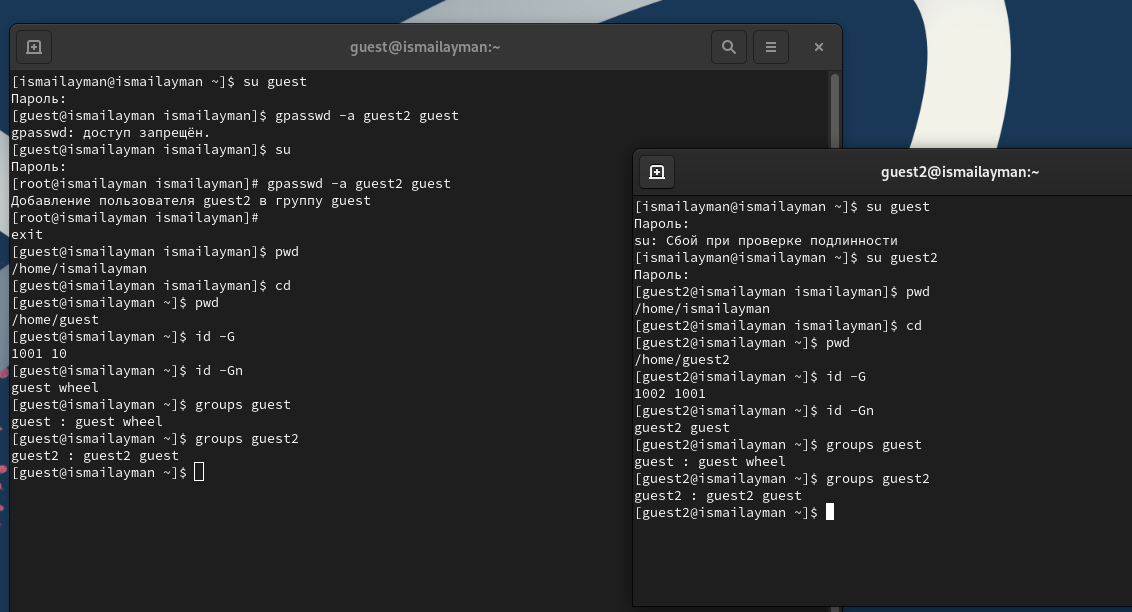 guest@ismailayman:~
[ismailayman@ismailayman ~]$ su guest
Пароль:
[guest@ismailayman ismailayman]$ gpasswd -a guest2 guest
gpasswd: доступ запрещён.
[guest@ismailayman ismailayman]$ su
Пароль:
[root@ismailayman ismailayman]# gpasswd -a guest2 guest
Добавление пользователя guest2 в группу guest
[root@ismailayman ismailayman]#
exit
[guest@ismailayman ismailayman]$ pwd
/home/ismailayman
[guest@ismailayman ismailayman]$ cd
[guest@ismailayman ~]$ pwd
/home/guest
[guest@ismailayman ~]$ id -G
1001 10
[guest@ismailayman ~]$ id -Gn
guest wheel
[guest@ismailayman ~]$ groups guest
guest : guest wheel
[guest@ismailayman ~]$ groups guest2
guest2 : guest2 guest
[guest@ismailayman ~]$
guest2@ismailayman:~
[ismailayman@ismailayman ~]$ su guest
Пароль:
su: Сбой при проверке подлинности
[ismailayman@ismailayman ~]$ su guest2
Пароль:
[guest2@ismailayman ismailayman]$ pwd
/home/ismailayman
[guest2@ismailayman ismailayman]$ cd
[guest2@ismailayman ~]$ pwd
/home/guest2
[guest2@ismailayman ~]$ id -G
1002 1001
[guest2@ismailayman ~]$ id -Gn
guest2 guest
[guest2@ismailayman ~]$ groups guest
guest : guest wheel
[guest2@ismailayman ~]$ groups guest2
guest2 : guest2 guest
[guest2@ismailayman ~]$